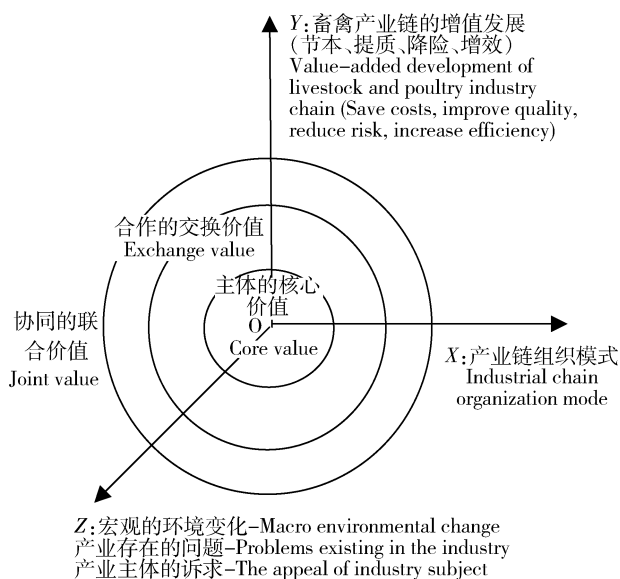 Y:畜禽产业链的增值发展
(节本、提质、降险、增效)
Value-added development of
livestock and poultry industry
chain (Save costs, improve quality,
reduce risk, increase efficiency)
合作的交换价值
Exchange value
主体的核心
价值
O
Core value
协同的联
合价值
Joint value
X:产业链组织模式
Industrial chain
organization mode
Z:宏观的环境变化-Macro environmental change
产业存在的问题-Problems existing in the industry
产业主体的诉求-The appeal of industry subject